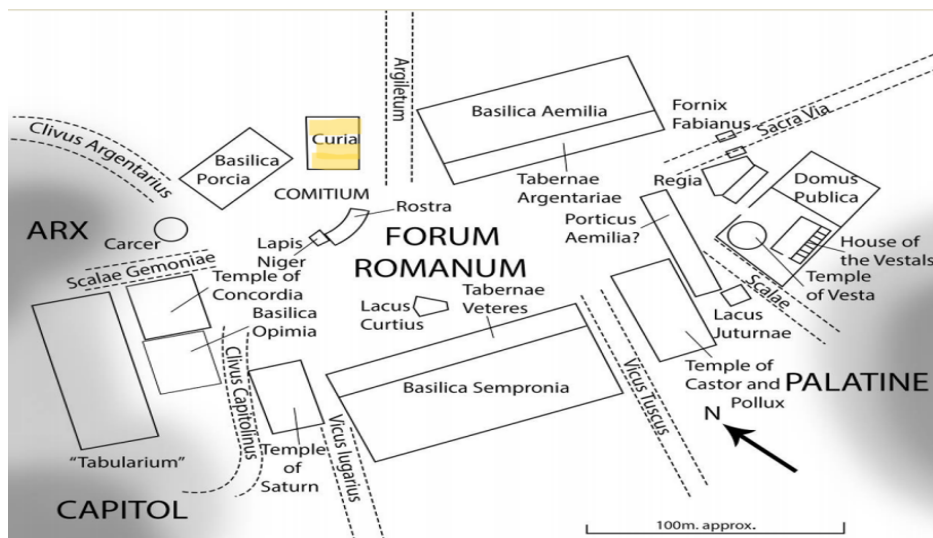 Argiletum
Basilica Aemilia
Fornix
Fabianus
Sacra Via
Clivus Argentarius
Basilica
Porcia
Curia
COMITIUM
Rostra
Tabernae
Argentariae
Regia
Domus
Publica
Porticus
Aemilia?
ARX
Carcer
Lapis
Niger
FORUM
ROMANUM
House of
the Vestals
Scalae Gemoniae
Temple of
Concordia
Basilica
Opimia
Lacus
Curtius
Tabernae
Veteres
Scalae
Temple
of Vesta
Lacus
Juturnae
Clivus Capitolinus
Basilica Sempronia
Vicus Tuscus
Temple of
Castor and
Pollux
PALATINE
N
"Tabularium"
Temple
of
Saturn
Vicus Iugarius
CAPITOL
100m. approx.